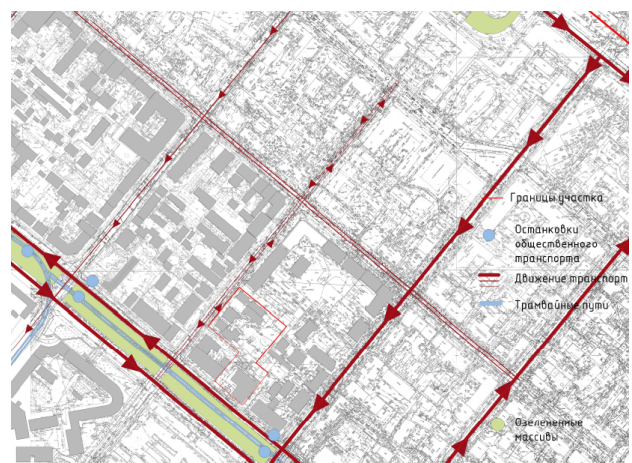 Границы участка
Остановки
общественного
транспорта
Движение транспорт
Трамвайные пути
Озелененные
массивы